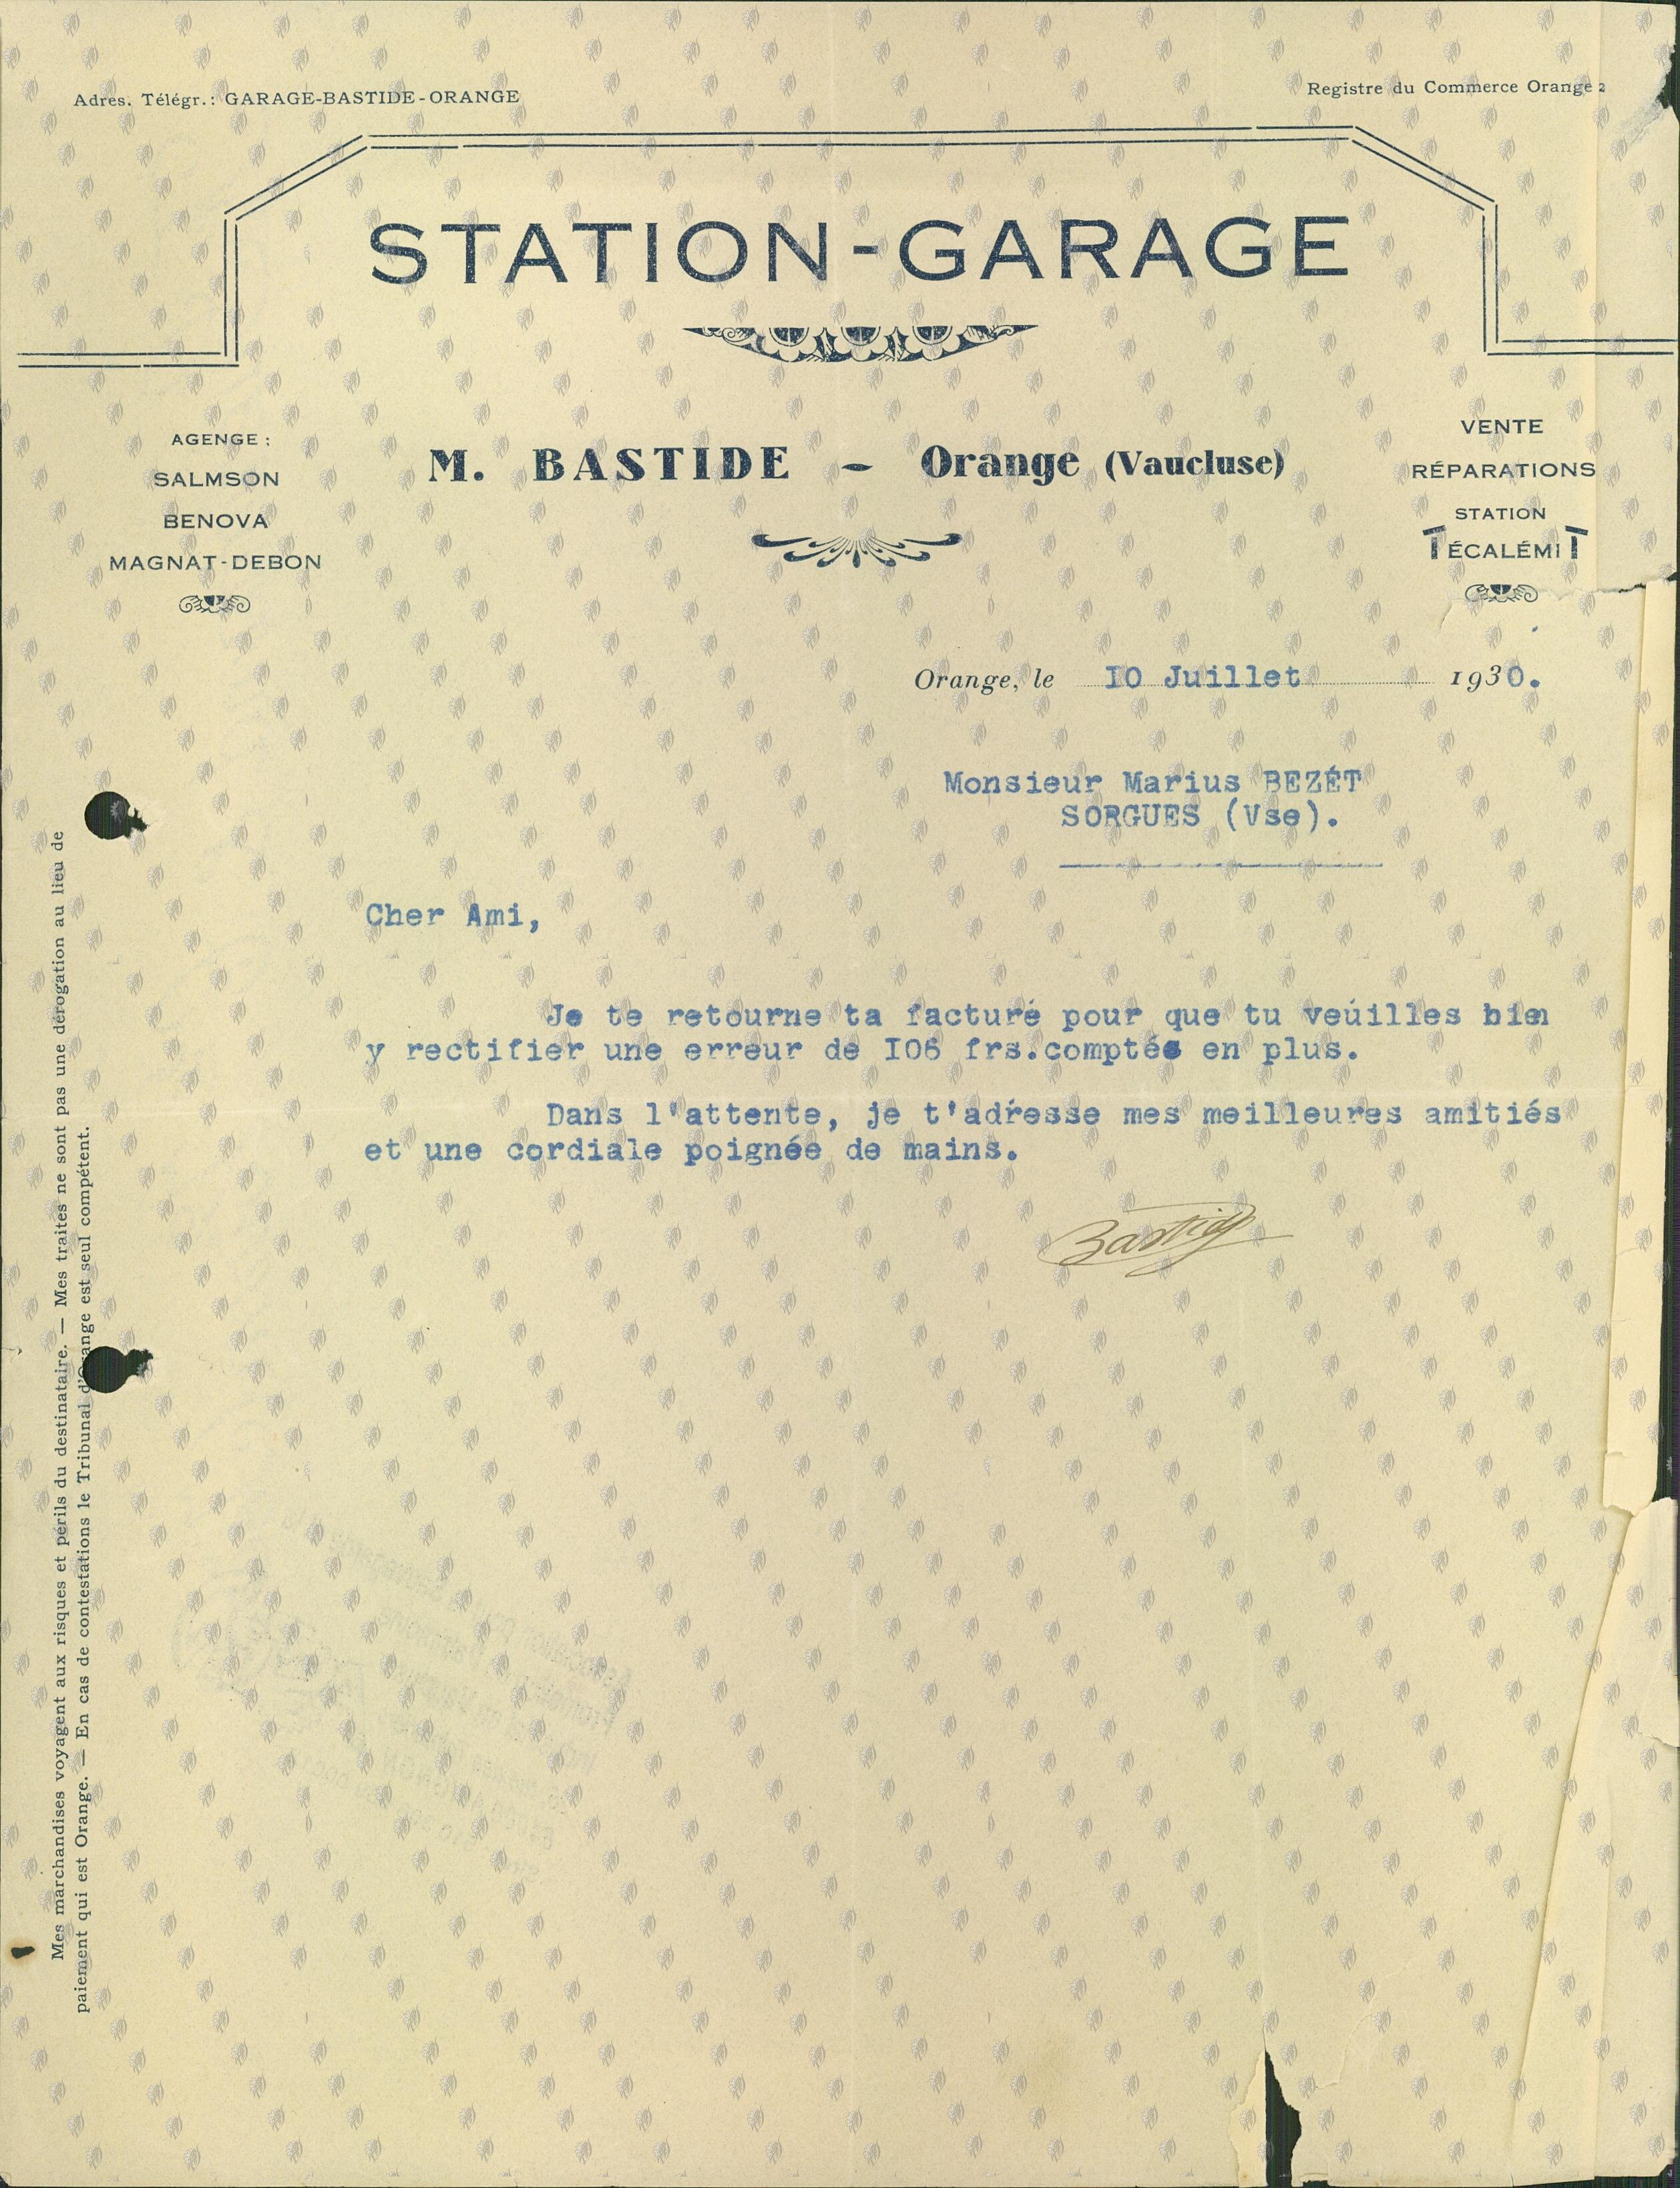 Adres. Télégr.: GARAGE-BASTIDE-ORANGE
Registre du Commerce Orange
STATION-GARAGE
AGENGE :
SALMSON
BENOVA
MAGNAT-DEBON
M. BASTIDE – Orange (Vaucluse)
VENTE
RÉPARATIONS
STATION
TÉCALÉMIT
Orange, le 10 Juillet 1930.
Monsieur Marius BEZÉT
SORGUES (Vse).
Cher Ami,
Je te retourne ta facture pour que tu veuilles bien
y rectifier une erreur de 106 frs.comptés en plus.
Dans l'attente, je t'adresse mes meilleures amitiés
et une cordiale poignée de mains.
Bastide
Mes marchandises voyagent aux risques et périls du destinataire. — Mes traites ne sont pas une dérogation au lieu de
paiement qui est Orange. — En cas de contestations le Tribunal d'Orange est seul compétent.